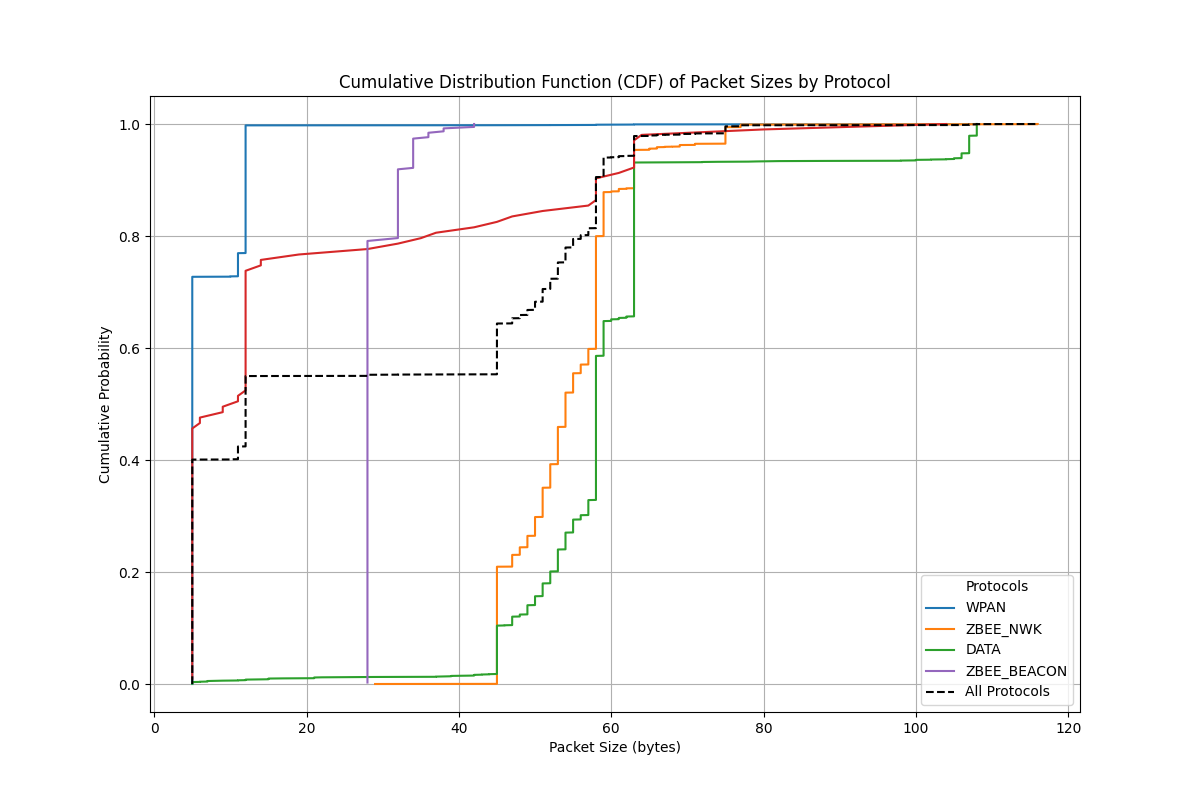 Cumulative Distribution Function (CDF) of Packet Sizes by Protocol
1.0
0.8
0.6
0.4
0.2
0.0
Cumulative Probability
0 20 40 60 80 100 120
Packet Size (bytes)
Protocols
WPAN
ZBEE_NWK
DATA
ZBEE_BEACON
All Protocols